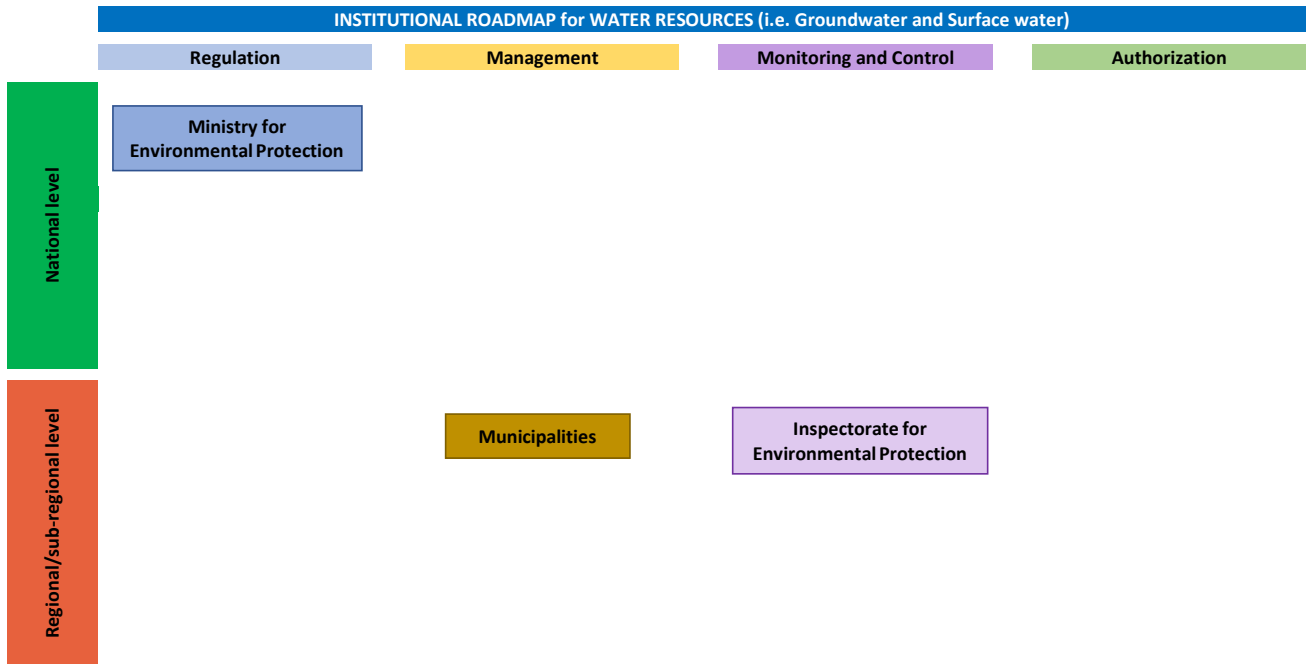 INSTITUTIONAL ROADMAP for WATER RESOURCES (i.e. Groundwater and Surface water)
Regulation
Management
Monitoring and Control
Authorization
National level
Ministry for
Environmental Protection
Regional/sub-regional level
Municipalities
Inspectorate for
Environmental Protection